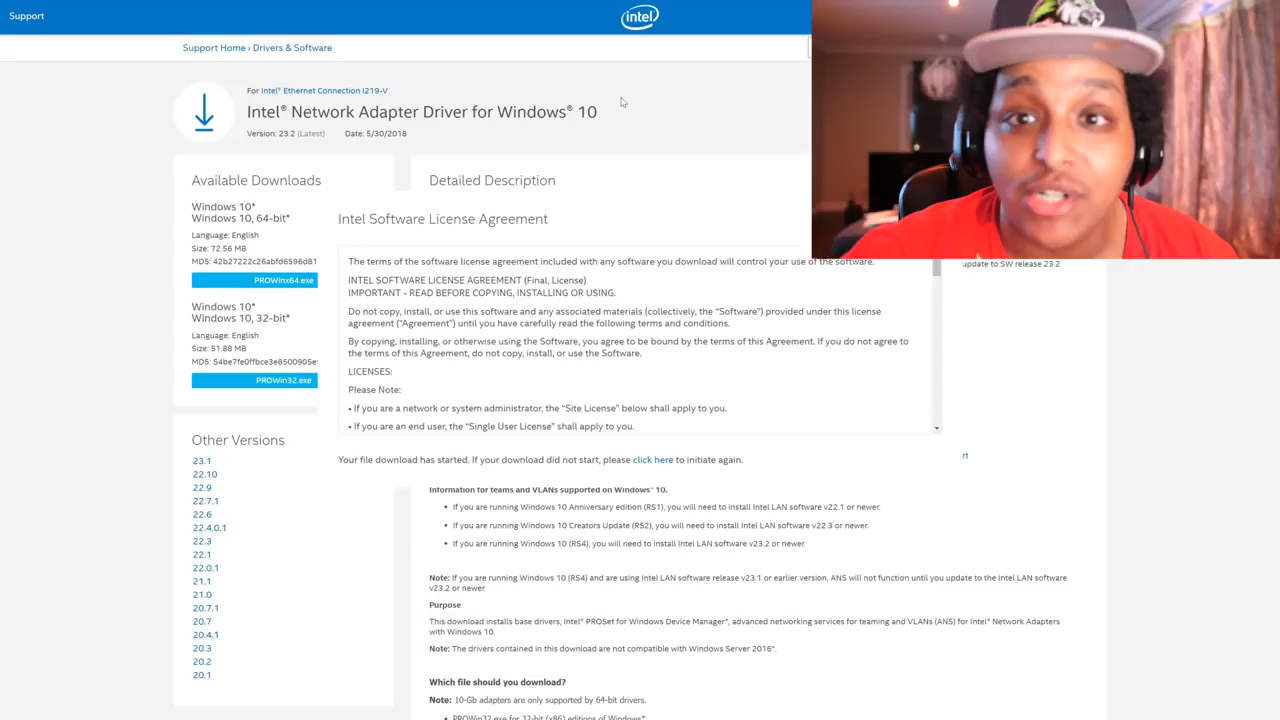 Support
intel
Support Home › Drivers & Software
For Intel® Ethernet Connection I219-V
Intel® Network Adapter Driver for Windows® 10
Version: 23.2 (Latest) Date: 5/30/2018
Available Downloads
Windows 10*
Windows 10, 64-bit*
Language: English
Size: 72.56 MB
MD5: 42b27222c26abfd6596d81
PROWinx64.exe
Windows 10*
Windows 10, 32-bit*
Language: English
Size: 51.88 MB
MD5: 54be7fe0ffbce3e8500905e
PROWin32.exe
Other Versions
23.1
22.10
22.9
22.7.1
22.6
22.4.0.1
22.3
22.1
22.0.1
21.1
21.0
20.7.1
20.7
20.4.1
20.3
20.2
20.1
Detailed Description
Intel Software License Agreement
The terms of the software license agreement included with any software you download will control your use of the software.
INTEL SOFTWARE LICENSE AGREEMENT (Final, License)
IMPORTANT - READ BEFORE COPYING, INSTALLING OR USING.
Do not copy, install, or use this software and any associated materials (collectively, the “Software”) provided under this license
agreement (“Agreement”) until you have carefully read the following terms and conditions.
By copying, installing, or otherwise using the Software, you agree to be bound by the terms of this Agreement. If you do not agree to
the terms of this Agreement, do not copy, install, or use the Software.
LICENSES:
Please Note:
• If you are a network or system administrator, the “Site License” below shall apply to you.
• If you are an end user, the “Single User License” shall apply to you.
Your file download has started. If your download did not start, please click here to initiate again.
update to SW release 23.2
rt
Information for teams and VLANs supported on Windows® 10.
• If you are running Windows 10 Anniversary edition (RS1), you will need to install Intel LAN software v22.1 or newer.
• If you are running Windows 10 Creators Update (RS2), you will need to install Intel LAN software v22.3 or newer.
• If you are running Windows 10 (RS4), you will need to install Intel LAN software v23.2 or newer.
Note: If you are running Windows 10 (RS4) and are using Intel LAN software release v23.1 or earlier version, ANS will not function until you update to the Intel LAN software
v23.2 or newer.
Purpose
This download installs base drivers, Intel® PROSet for Windows Device Manager*, advanced networking services for teaming and VLANs (ANS) for Intel® Network Adapters
with Windows 10.
Note: The drivers contained in this download are not compatible with Windows Server 2016*.
Which file should you download?
Note: 10-Gb adapters are only supported by 64-bit drivers.
• PROWin32.exe for 32-bit (x86) editions of Windows*